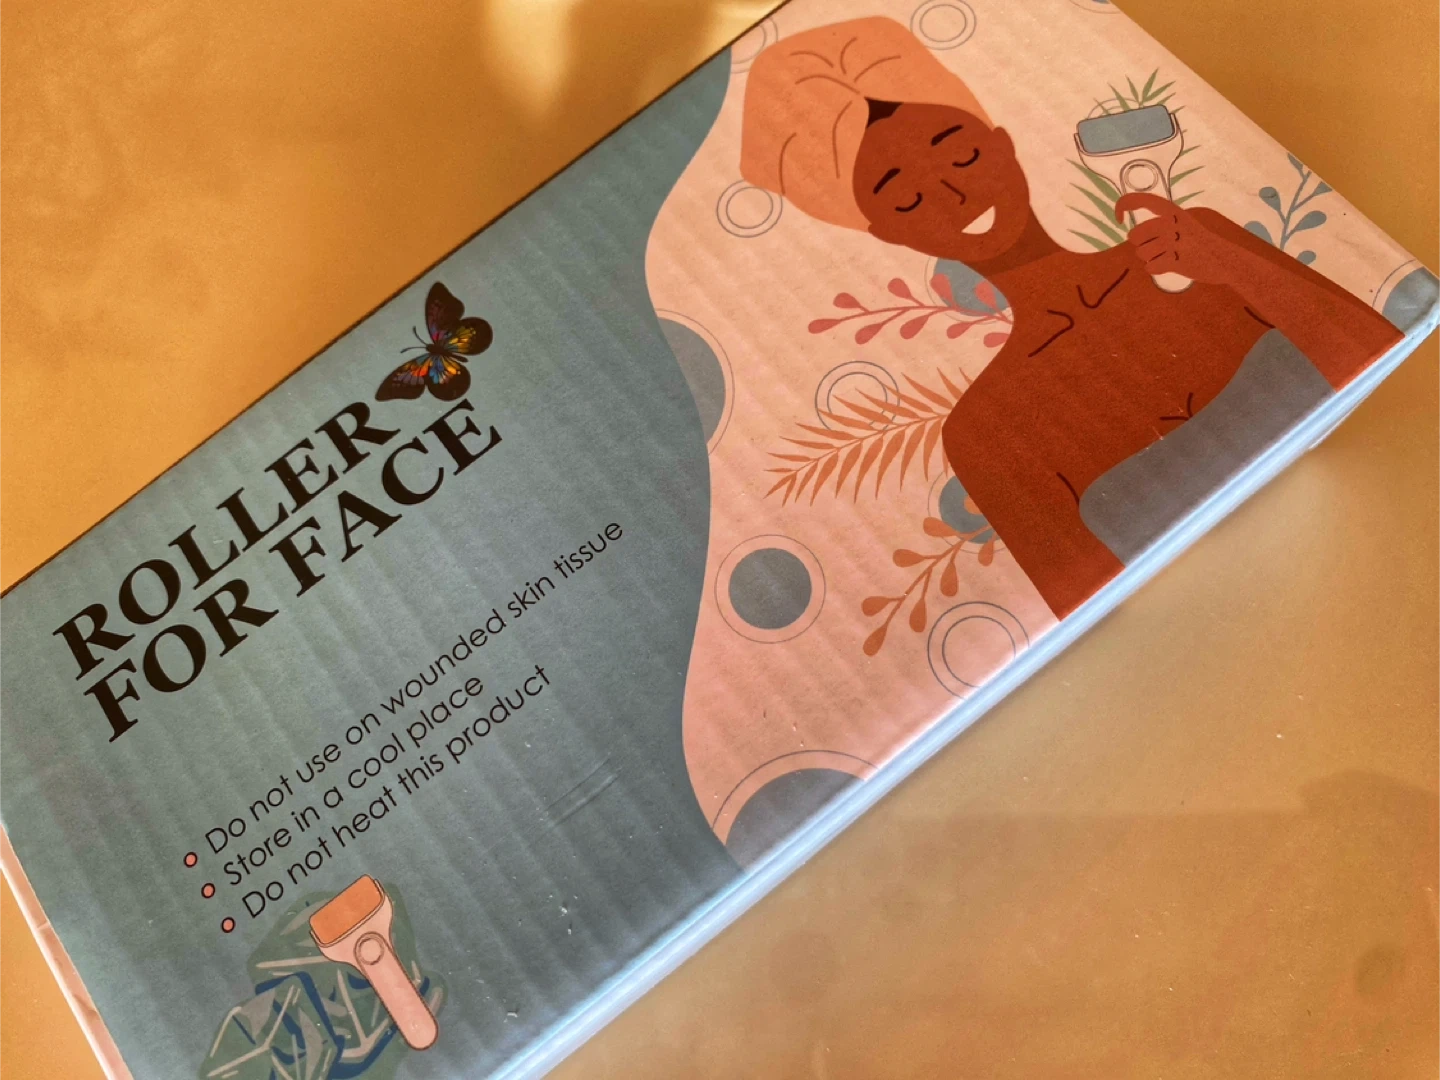 ROLLER
FOR FACE
Do not use on wounded skin tissue
Store in a cool place
Do not heat this product